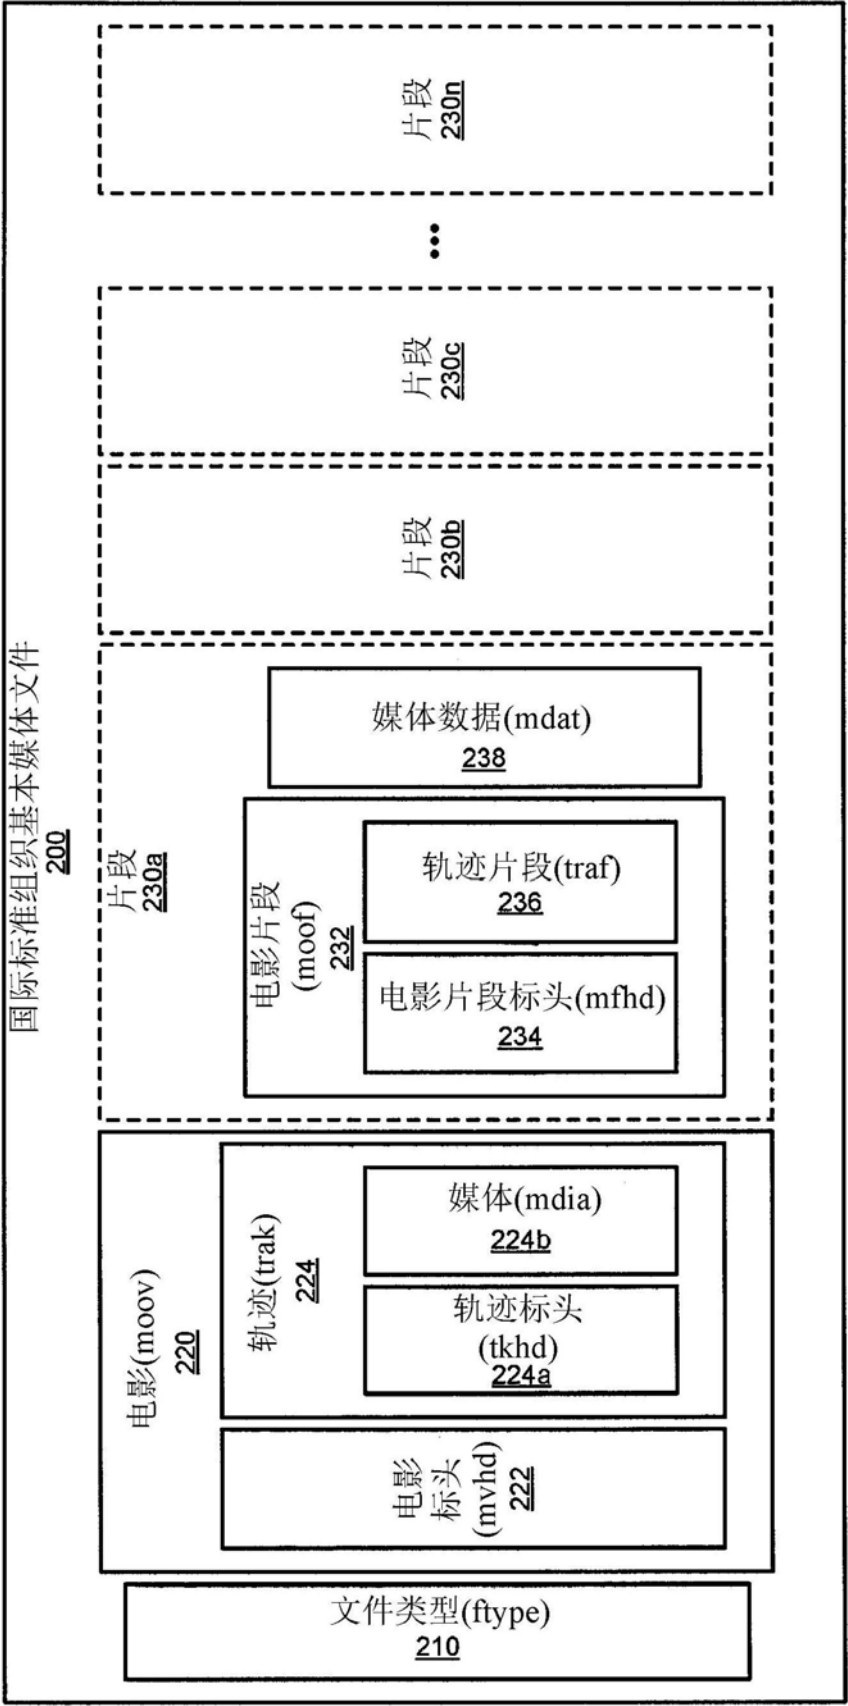 国际标准组织基本媒体文件
200
文件类型(ftype)
210
电影(moov)
220
电影
标头
(mvhd)
222
轨迹(trak)
224
轨迹标头
(tkhd)
224a
媒体(mdia)
224b
片段
230a
电影片段
(moof)
232
电影片段标头(mfhd)
234
轨迹片段(traf)
236
媒体数据(mdat)
238
片段
230b
片段
230c
•••
片段
230n